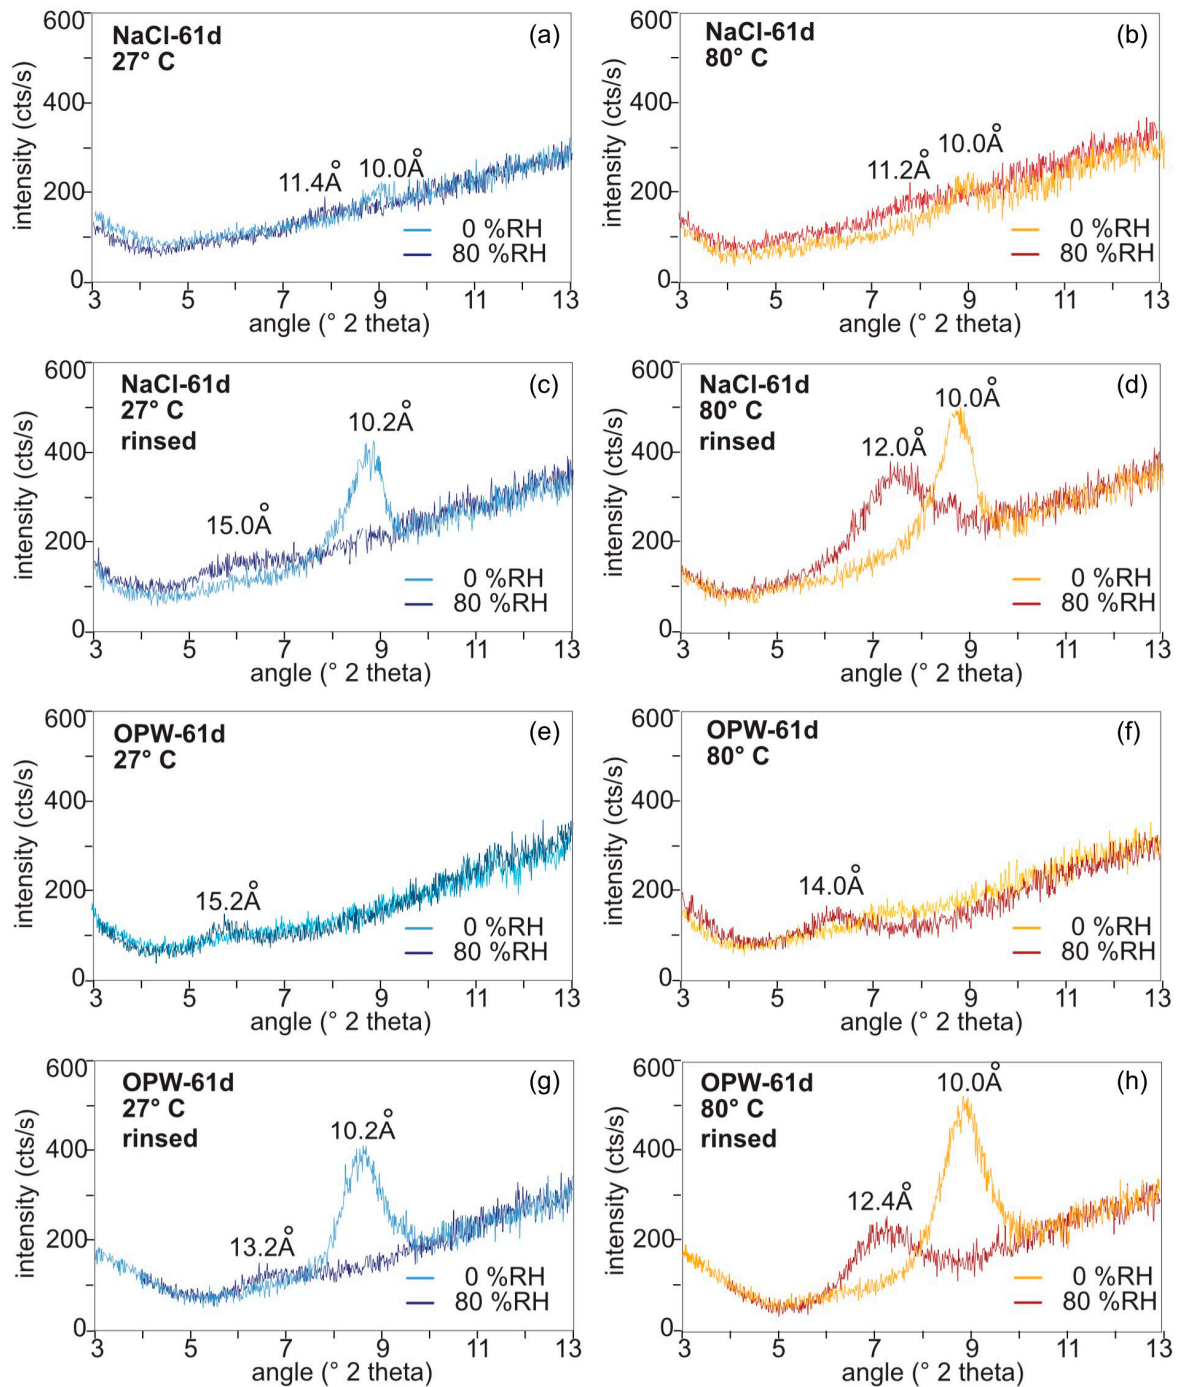 NaCl-61d
27° C
(a)
600
400
200
0
intensity (cts/s)
11.4Å
10.0Å
0 %RH
80 %RH
3 5 7 9 11 13
angle (° 2 theta)
NaCl-61d
80° C
(b)
600
400
200
0
intensity (cts/s)
11.2Å
10.0Å
0 %RH
80 %RH
3 5 7 9 11 13
angle (° 2 theta)
NaCl-61d
27° C
rinsed
(c)
600
400
200
0
intensity (cts/s)
15.0Å
10.2Å
0 %RH
80 %RH
3 5 7 9 11 13
angle (° 2 theta)
NaCl-61d
80° C
rinsed
(d)
600
400
200
0
intensity (cts/s)
12.0Å
10.0Å
0 %RH
80 %RH
3 5 7 9 11 13
angle (° 2 theta)
OPW-61d
27° C
(e)
600
400
200
0
intensity (cts/s)
15.2Å
0 %RH
80 %RH
3 5 7 9 11 13
angle (° 2 theta)
OPW-61d
80° C
(f)
600
400
200
0
intensity (cts/s)
14.0Å
0 %RH
80 %RH
3 5 7 9 11 13
angle (° 2 theta)
OPW-61d
27° C
rinsed
(g)
600
400
200
0
intensity (cts/s)
13.2Å
10.2Å
0 %RH
80 %RH
3 5 7 9 11 13
angle (° 2 theta)
OPW-61d
80° C
rinsed
(h)
600
400
200
0
intensity (cts/s)
12.4Å
10.0Å
0 %RH
80 %RH
3 5 7 9 11 13
angle (° 2 theta)